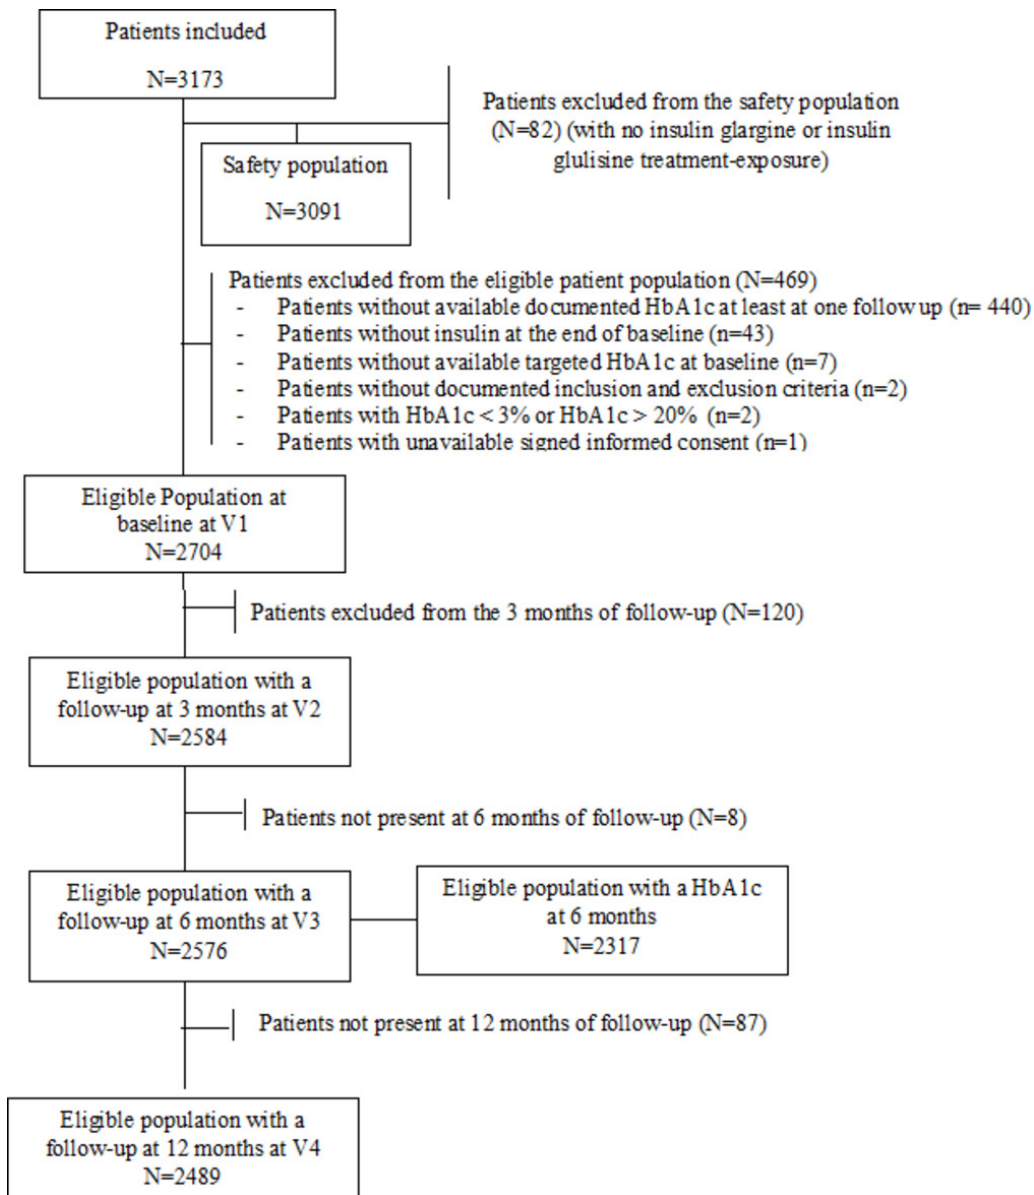 Patients included
N=3173
Patients excluded from the safety population
(N=82) (with no insulin glargine or insulin
glulisine treatment-exposure)
Safety population
N=3091
Patients excluded from the eligible patient population (N=469)
- Patients without available documented HbA1c at least at one follow up (n= 440)
- Patients without insulin at the end of baseline (n=43)
- Patients without available targeted HbA1c at baseline (n=7)
- Patients without documented inclusion and exclusion criteria (n=2)
- Patients with HbA1c < 3% or HbA1c > 20% (n=2)
- Patients with unavailable signed informed consent (n=1)
Eligible Population at
baseline at V1
N=2704
Patients excluded from the 3 months of follow-up (N=120)
Eligible population with a
follow-up at 3 months at V2
N=2584
Patients not present at 6 months of follow-up (N=8)
Eligible population with a
follow-up at 6 months at V3
N=2576
Eligible population with a HbA1c
at 6 months
N=2317
Patients not present at 12 months of follow-up (N=87)
Eligible population with a
follow-up at 12 months at V4
N=2489